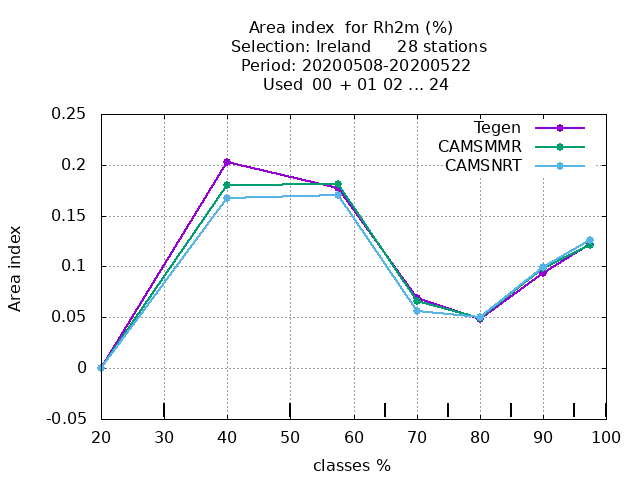 Area index  for Rh2m (%)
Selection: Ireland     28 stations
Period: 20200508-20200522
Used  00  + 01 02 ... 24
0.25
0.2
0.15
0.1
0.05
0
-0.05
Tegen
CAMSMMR
CAMSNRT
Area index
20 30 40 50 60 70 80 90 100
classes %